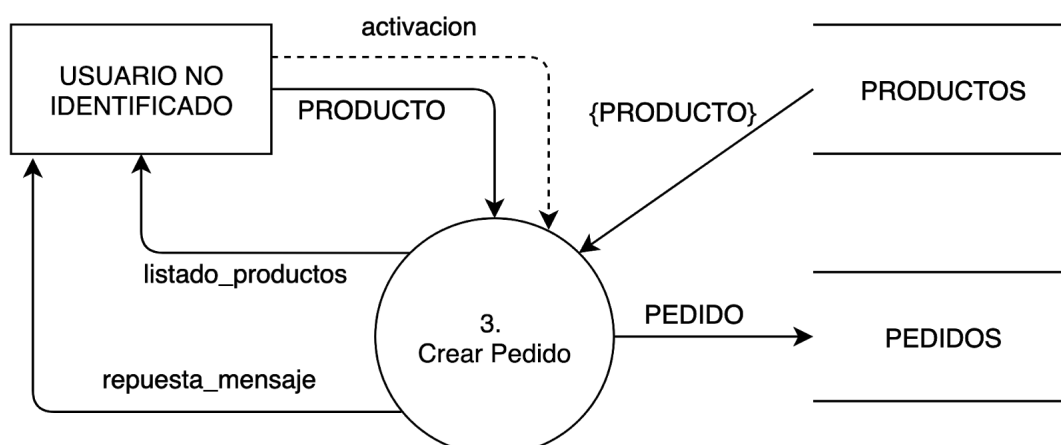 activacion
USUARIO NO
IDENTIFICADO
PRODUCTO
{PRODUCTO}
PRODUCTOS
listado_productos
3.
Crear Pedido
PEDIDO
PEDIDOS
repuesta_mensaje